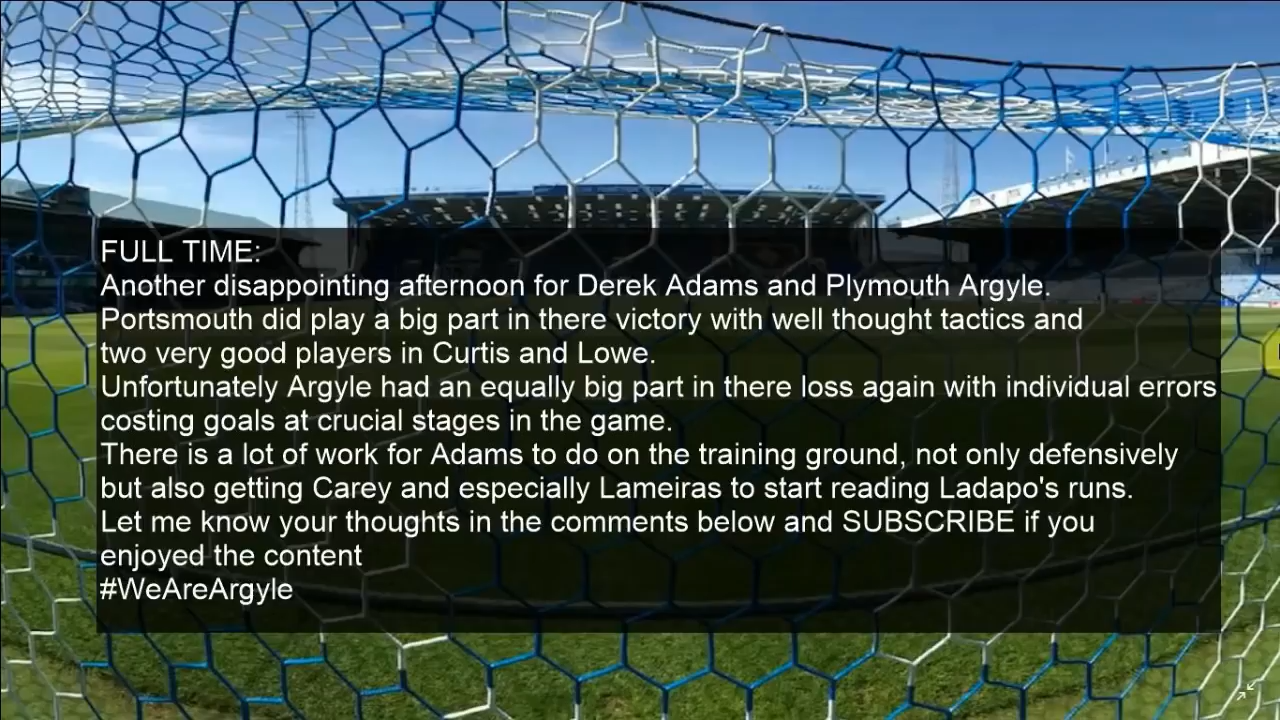 FULL TIME:
Another disappointing afternoon for Derek Adams and Plymouth Argyle.
Portsmouth did play a big part in there victory with well thought tactics and
two very good players in Curtis and Lowe.
Unfortunately Argyle had an equally big part in there loss again with individual errors
costing goals at crucial stages in the game.
There is a lot of work for Adams to do on the training ground, not only defensively
but also getting Carey and especially Lameiras to start reading Ladapo's runs.
Let me know your thoughts in the comments below and SUBSCRIBE if you
enjoyed the content
#WeAreArgyle